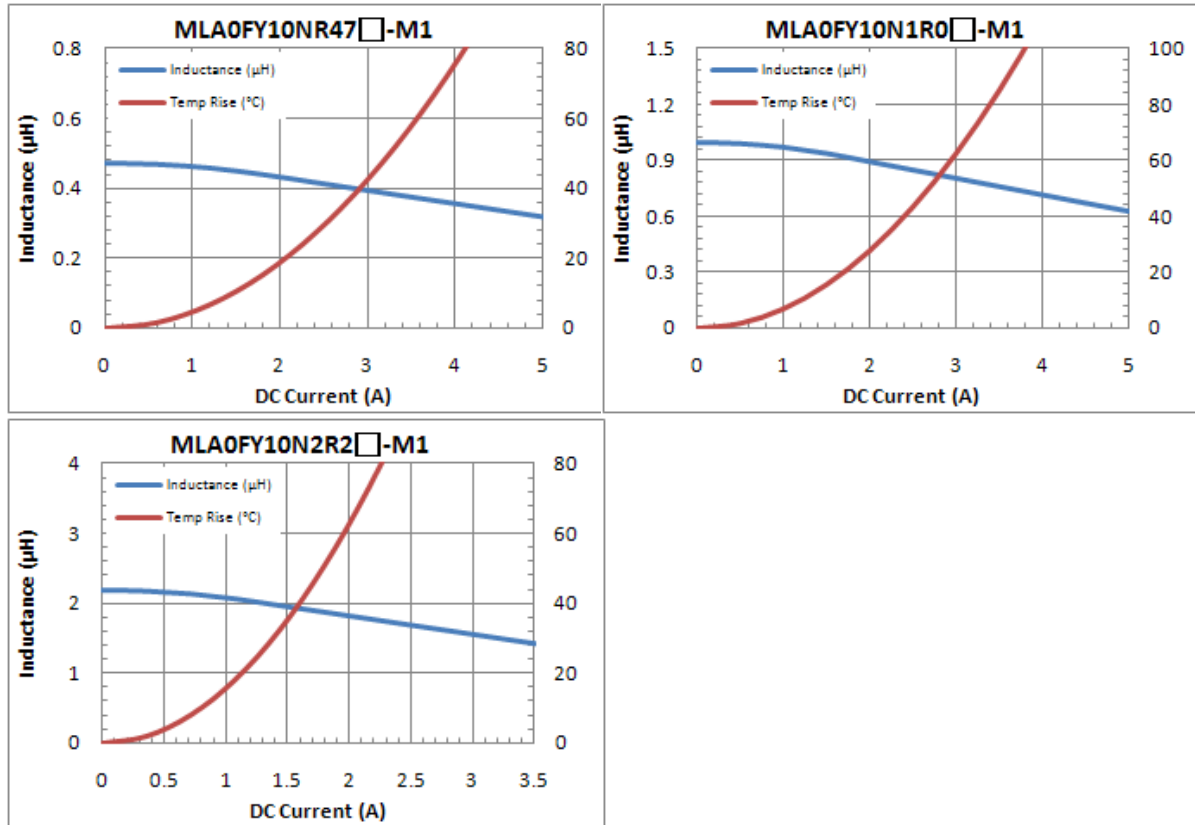 MLA0FY10NR47□-M1
Inductance (µH)
Temp Rise (°C)
Inductance (µH)
0.8
0.6
0.4
0.2
0
80
60
40
20
0
0 1 2 3 4 5
DC Current (A)
MLA0FY10N1R0□-M1
Inductance (µH)
Temp Rise (°C)
Inductance (µH)
1.5
1.2
0.9
0.6
0.3
0
100
80
60
40
20
0
0 1 2 3 4 5
DC Current (A)
MLA0FY10N2R2□-M1
Inductance (µH)
Temp Rise (°C)
Inductance (µH)
4
3
2
1
0
80
60
40
20
0
0 0.5 1 1.5 2 2.5 3 3.5
DC Current (A)